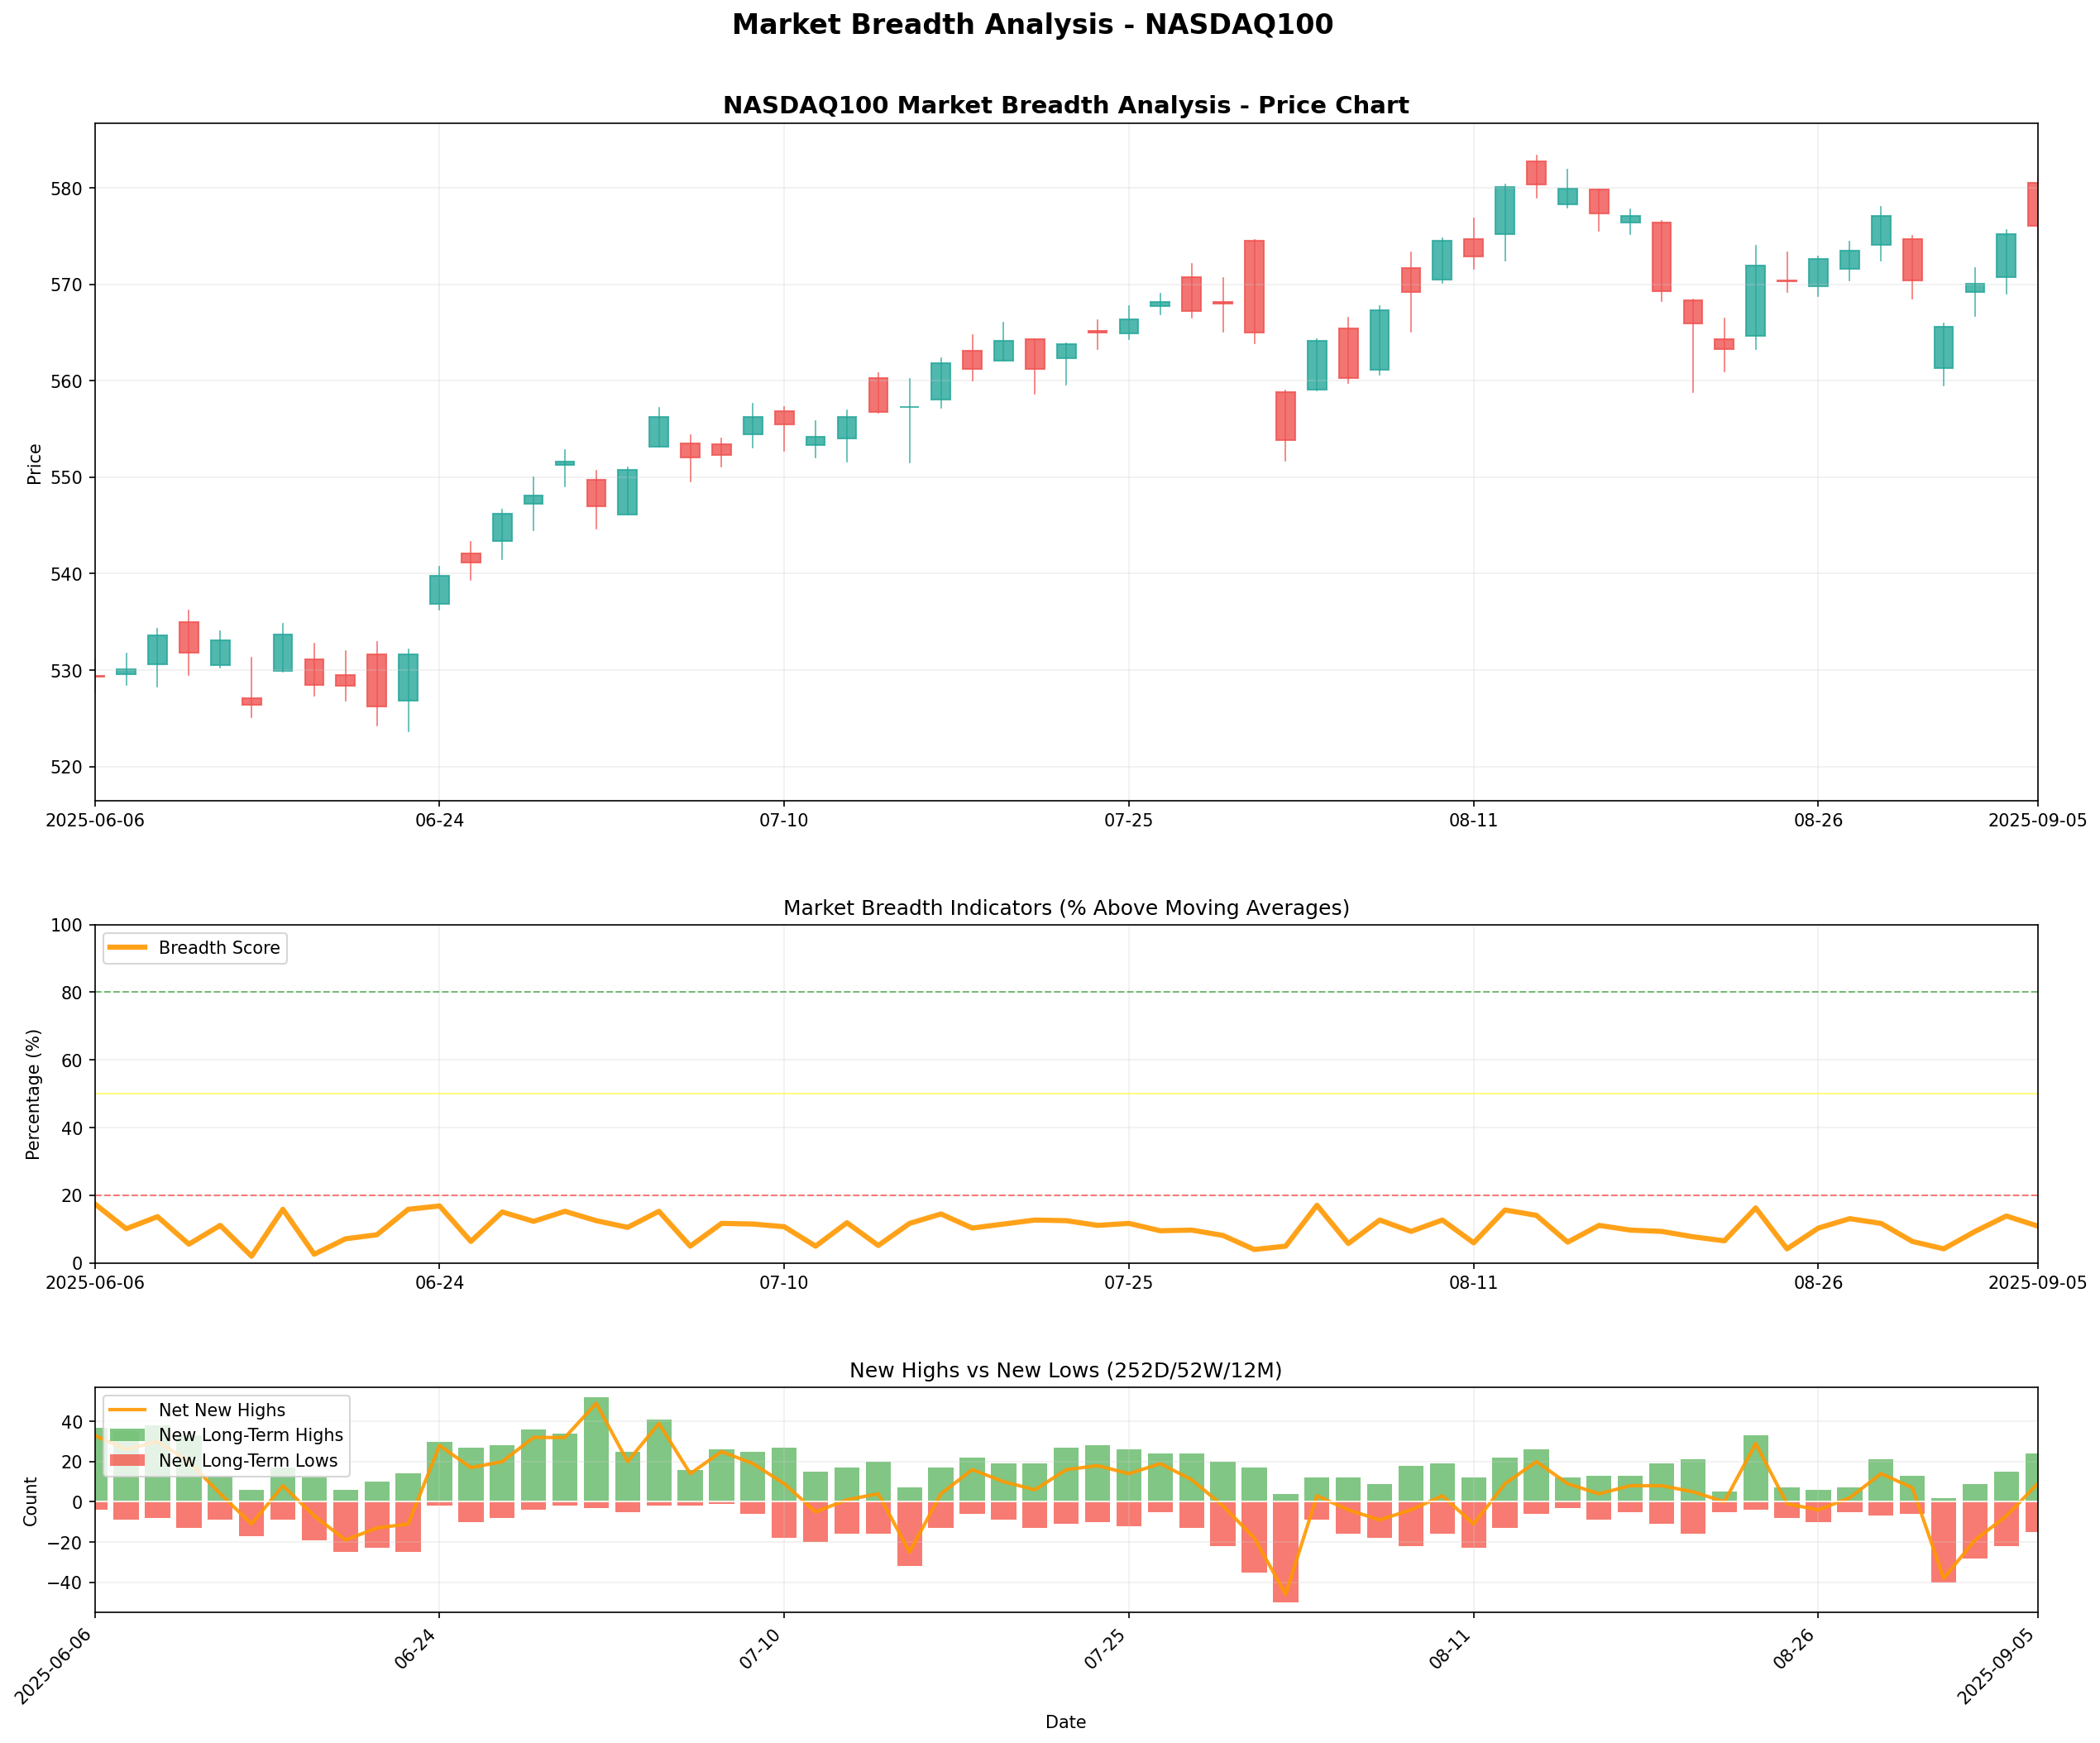 Market Breadth Analysis - NASDAQ100
NASDAQ100 Market Breadth Analysis - Price Chart
Price
580
570
560
550
540
530
520
2025-06-06 06-24 07-10 07-25 08-11 08-26 2025-09-05
Market Breadth Indicators (% Above Moving Averages)
Breadth Score
Percentage (%)
100
80
60
40
20
0
2025-06-06 06-24 07-10 07-25 08-11 08-26 2025-09-05
New Highs vs New Lows (252D/52W/12M)
Net New Highs
New Long-Term Highs
New Long-Term Lows
Count
40
20
0
−20
−40
2025-06-06 06-24 07-10 07-25 08-11 08-26 2025-09-05
Date